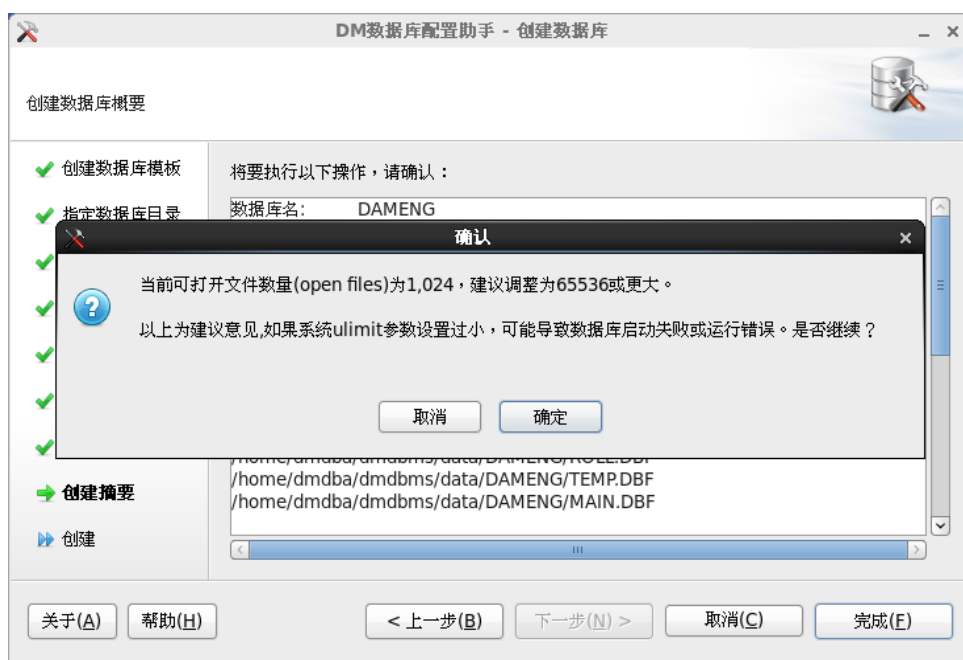 DM数据库配置助手 - 创建数据库
创建数据库概要
创建数据库模板
指定数据库目录
创建摘要
创建
将要执行以下操作，请确认：
数据库名: DAMENG
确认
当前可打开文件数量(open files)为1,024，建议调整为65536或更大。
以上为建议意见,如果系统ulimit参数设置过小，可能导致数据库启动失败或运行错误。是否继续？
取消
确定
/home/dmdba/dmdbms/data/DAMENG/ROLL.DBF
/home/dmdba/dmdbms/data/DAMENG/TEMP.DBF
/home/dmdba/dmdbms/data/DAMENG/MAIN.DBF
关于(A)
帮助(H)
< 上一步(B)
下一步(N) >
取消(C)
完成(F)